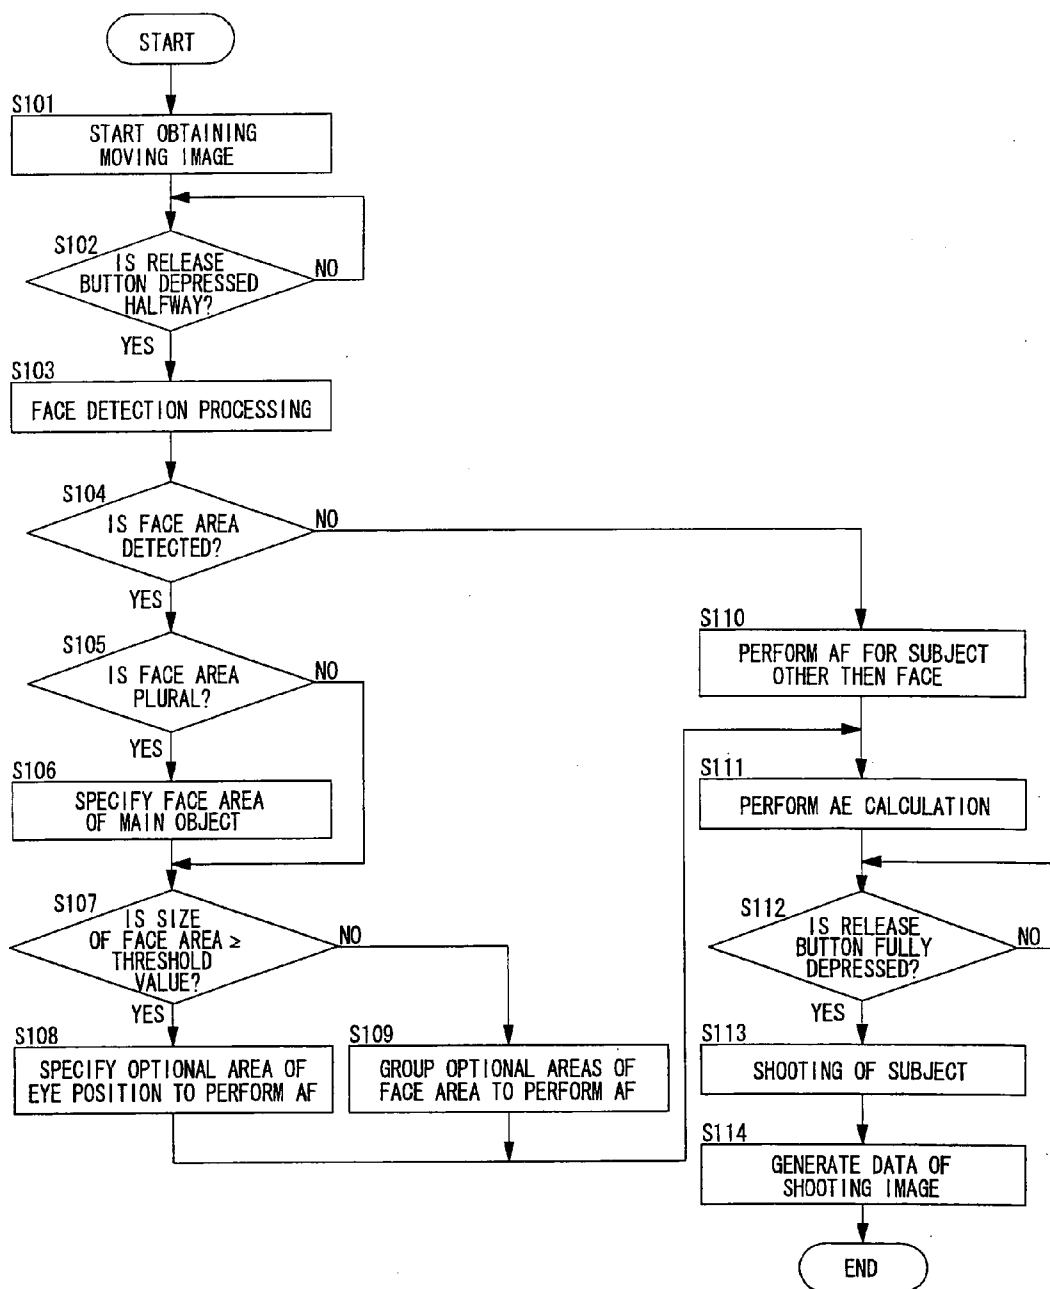 START
S101
START OBTAINING
MOVING IMAGE
S102
IS RELEASE
BUTTON DEPRESSED
HALFWAY?
NO
YES
S103
FACE DETECTION PROCESSING
S104
IS FACE AREA
DETECTED?
NO
YES
S105
IS FACE AREA
PLURAL?
NO
YES
S106
SPECIFY FACE AREA
OF MAIN OBJECT
S107
IS SIZE
OF FACE AREA ≥
THRESHOLD
VALUE?
NO
YES
S108
SPECIFY OPTIONAL AREA OF
EYE POSITION TO PERFORM AF
S109
GROUP OPTIONAL AREAS OF
FACE AREA TO PERFORM AF
S110
PERFORM AF FOR SUBJECT
OTHER THEN FACE
S111
PERFORM AE CALCULATION
S112
IS RELEASE
BUTTON FULLY
DEPRESSED?
NO
YES
S113
SHOOTING OF SUBJECT
S114
GENERATE DATA OF
SHOOTING IMAGE
END